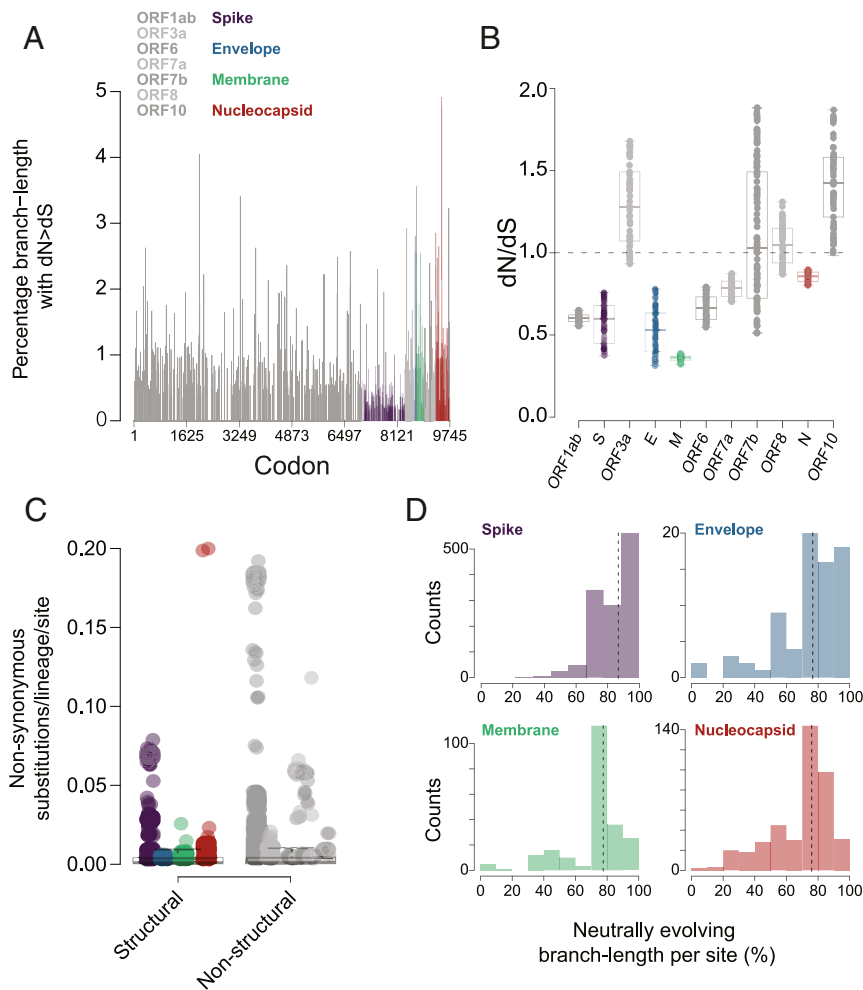 A
ORF1ab
ORF3a
ORF6
ORF7a
ORF7b
ORF8
ORF10
Spike
Envelope
Membrane
Nucleocapsid
Percentage branch−length
with dN>dS
5
4
3
2
1
0
1 1625 3249 4873 6497 8121 9745
Codon
B
dN/dS
2.0
1.5
1.0
0.5
0.0
ORF1ab
S
ORF3a
E
M
ORF6
ORF7a
ORF7b
ORF8
N
ORF10
C
Non-synonymous
substitutions/lineage/site
0.20
0.15
0.10
0.05
0.00
Structural
Non-structural
D
Spike
Counts
500
0
0 20 40 60 80 100
Envelope
20
0
0 20 40 60 80 100
Membrane
Counts
100
0
0 20 40 60 80 100
Nucleocapsid
140
0
0 20 40 60 80 100
Neutrally evolving
branch-length per site (%)